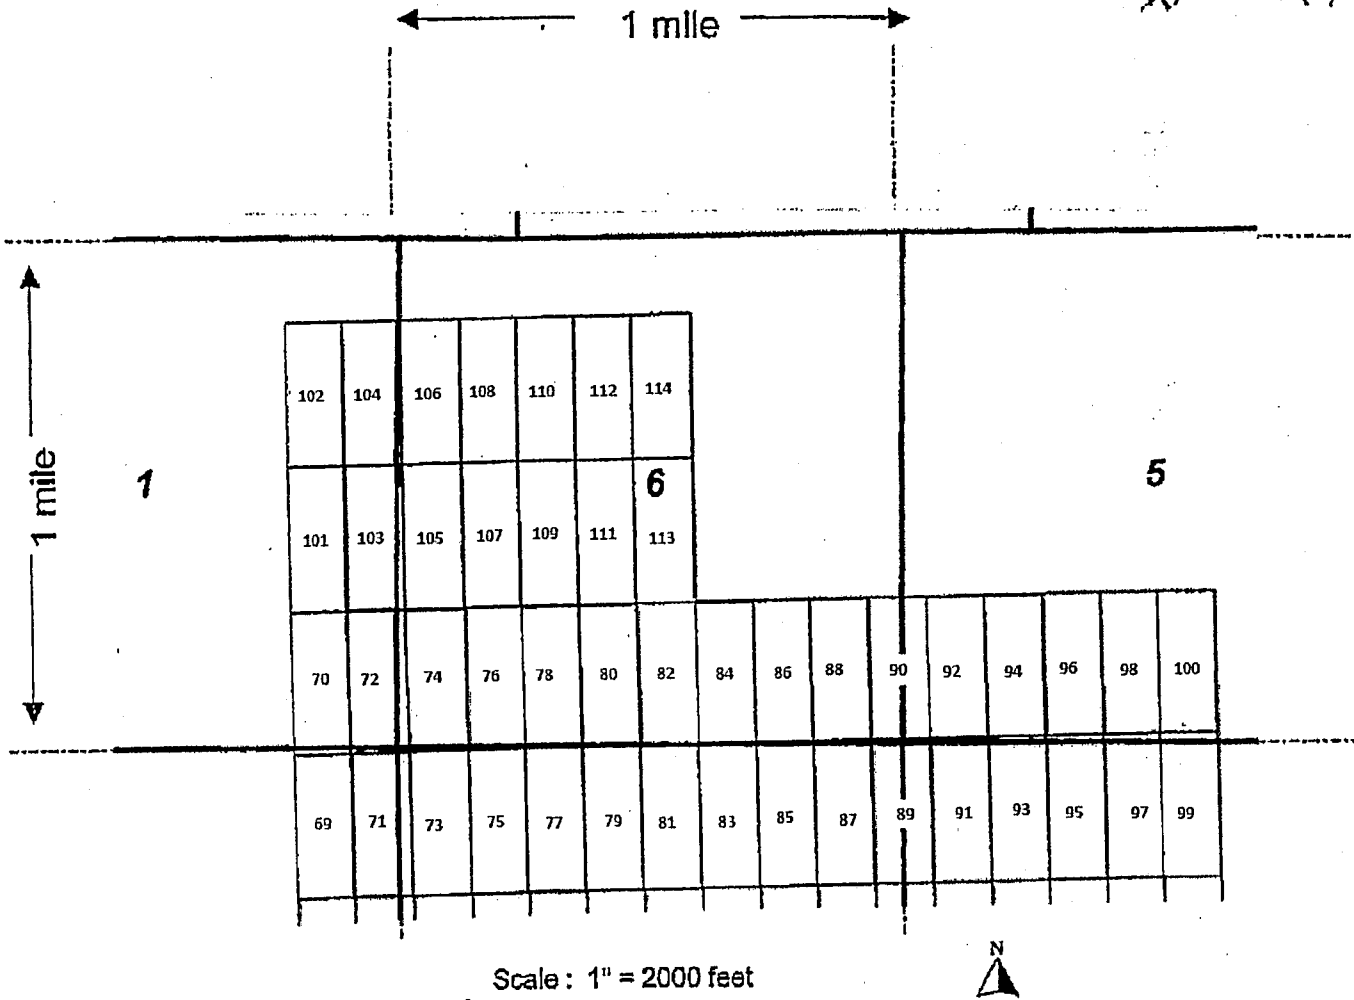 1 mile
102 104 106 108 110 112 114
1 mile
1
6
5
101 103 105 107 109 111 113
70 72 74 76 78 80 82 84 86 88 90 92 94 96 98 100
69 71 73 75 77 79 81 83 85 87 89 91 93 95 97 99
N
Scale : 1" = 2000 feet